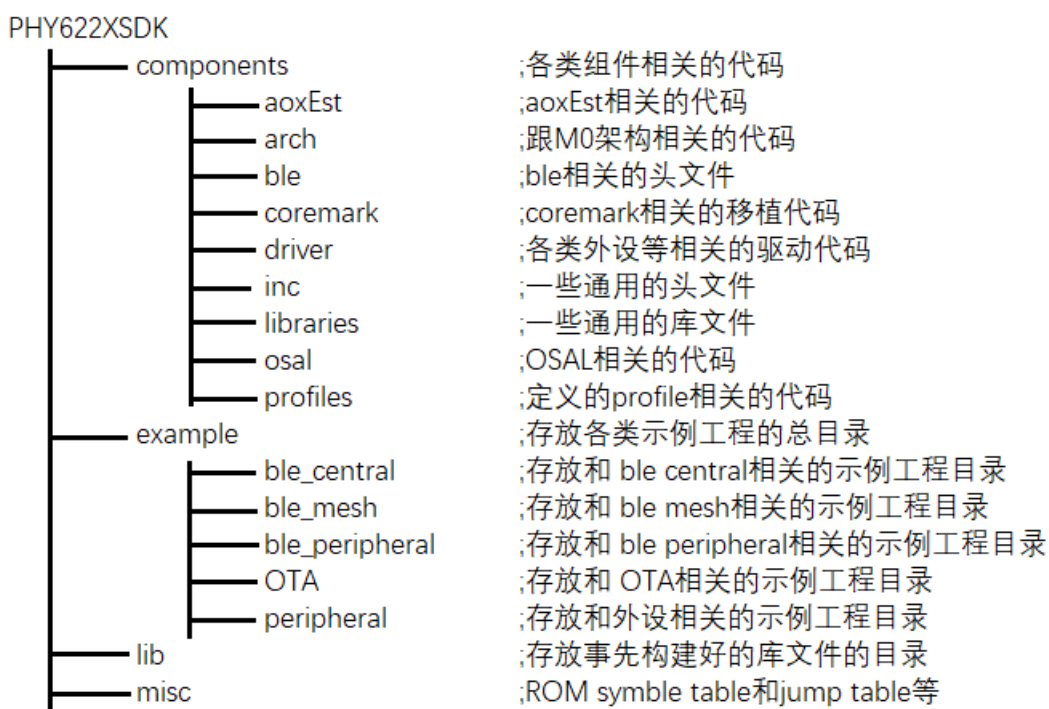 PHY622XSDK
components ;各类组件相关的代码
aoxEst ;aoxEst相关的代码
arch ;跟M0架构相关的代码
ble ;ble相关的头文件
coremark ;coremark相关的移植代码
driver ;各类外设等相关的驱动代码
inc ;一些通用的头文件
libraries ;一些通用的库文件
osal ;OSAL相关的代码
profiles ;定义的profile相关的代码
example ;存放各类示例工程的总目录
ble_central ;存放和 ble central相关的示例工程目录
ble_mesh ;存放和 ble mesh相关的示例工程目录
ble_peripheral ;存放和 ble peripheral相关的示例工程目录
OTA ;存放和 OTA相关的示例工程目录
peripheral ;存放和外设相关的示例工程目录
lib ;存放事先构建好的库文件的目录
misc ;ROM symble table和jump table等